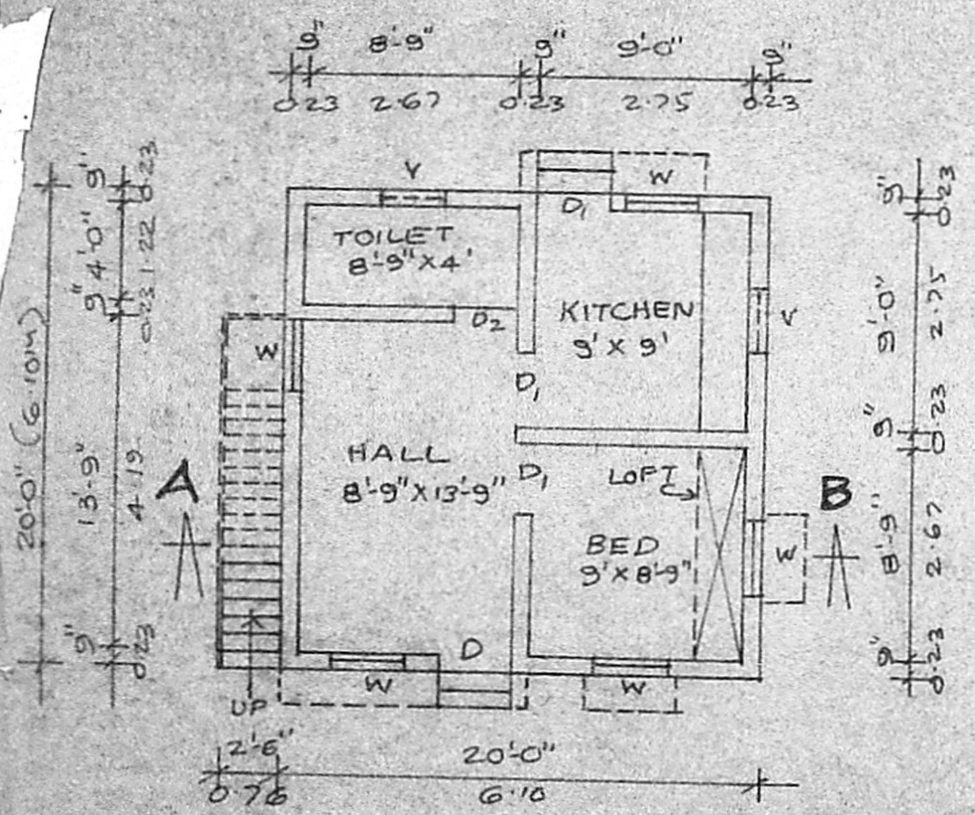 9" 8'-9" 9" 9'-0" 9"
0.23 2.67 0.23 2.75 0.23
V
W
D1
TOILET
8'-9"X4'
D2
KITCHEN
9'X9'
V
W
D1
HALL
8'-9"X13'-9"
D1
LOFT
BED
9'X8'-9"
W
A
B
D
W
W
UP
2'-6" 20'-0"
0.76 6.10
20'-0" (6.10M)
9" 4'-0" 9" 13'-9" 9"
0.23 1.22 0.23 4.19 0.23
9" 9'-0" 9" 8'-9" 9"
0.23 2.75 0.23 2.67 0.23